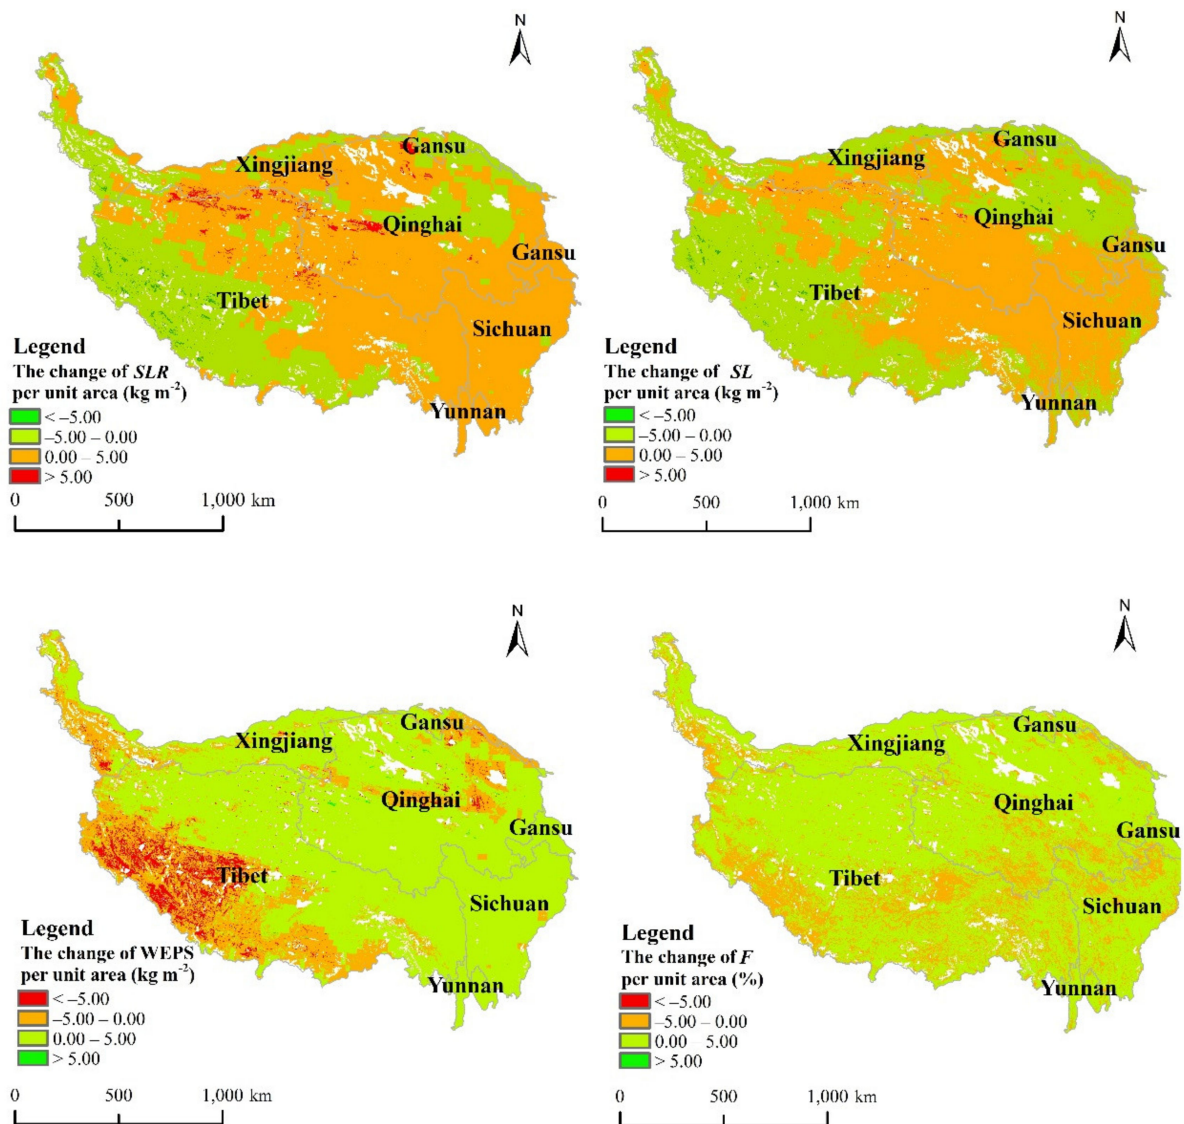 N
Xingjiang
Gansu
Qinghai
Gansu
Tibet
Sichuan
Yunnan
Legend
The change of SLR
per unit area (kg m⁻²)
< –5.00
–5.00 – 0.00
0.00 – 5.00
> 5.00
0 500 1,000 km
N
Xingjiang
Gansu
Qinghai
Gansu
Tibet
Sichuan
Yunnan
Legend
The change of SL
per unit area (kg m⁻²)
< –5.00
–5.00 – 0.00
0.00 – 5.00
> 5.00
0 500 1,000 km
N
Xingjiang
Gansu
Qinghai
Gansu
Tibet
Sichuan
Yunnan
Legend
The change of WEPS
per unit area (kg m⁻²)
< –5.00
–5.00 – 0.00
0.00 – 5.00
> 5.00
0 500 1,000 km
N
Xingjiang
Gansu
Qinghai
Gansu
Tibet
Sichuan
Yunnan
Legend
The change of F
per unit area (%)
< –5.00
–5.00 – 0.00
0.00 – 5.00
> 5.00
0 500 1,000 km